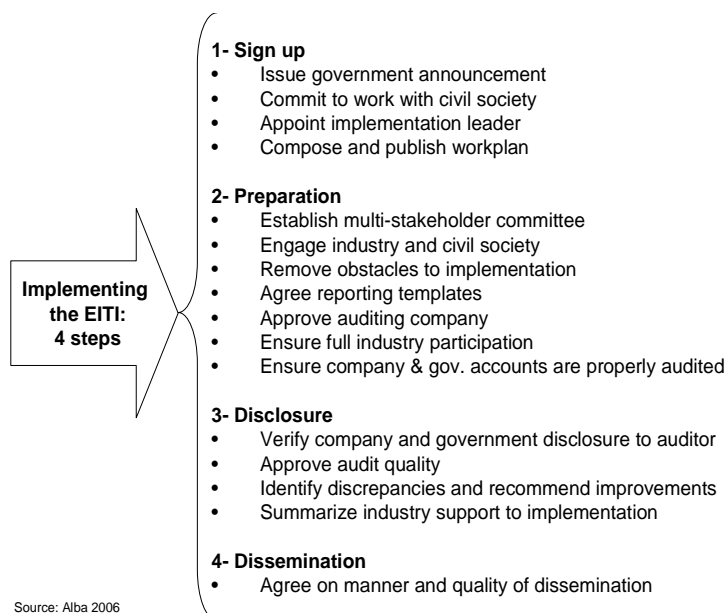 1- Sign up
• Issue government announcement
• Commit to work with civil society
• Appoint implementation leader
• Compose and publish workplan
2- Preparation
• Establish multi-stakeholder committee
• Engage industry and civil society
• Remove obstacles to implementation
• Agree reporting templates
• Approve auditing company
• Ensure full industry participation
• Ensure company & gov. accounts are properly audited
Implementing
the EITI:
4 steps
3- Disclosure
• Verify company and government disclosure to auditor
• Approve audit quality
• Identify discrepancies and recommend improvements
• Summarize industry support to implementation
4- Dissemination
• Agree on manner and quality of dissemination
Source: Alba 2006